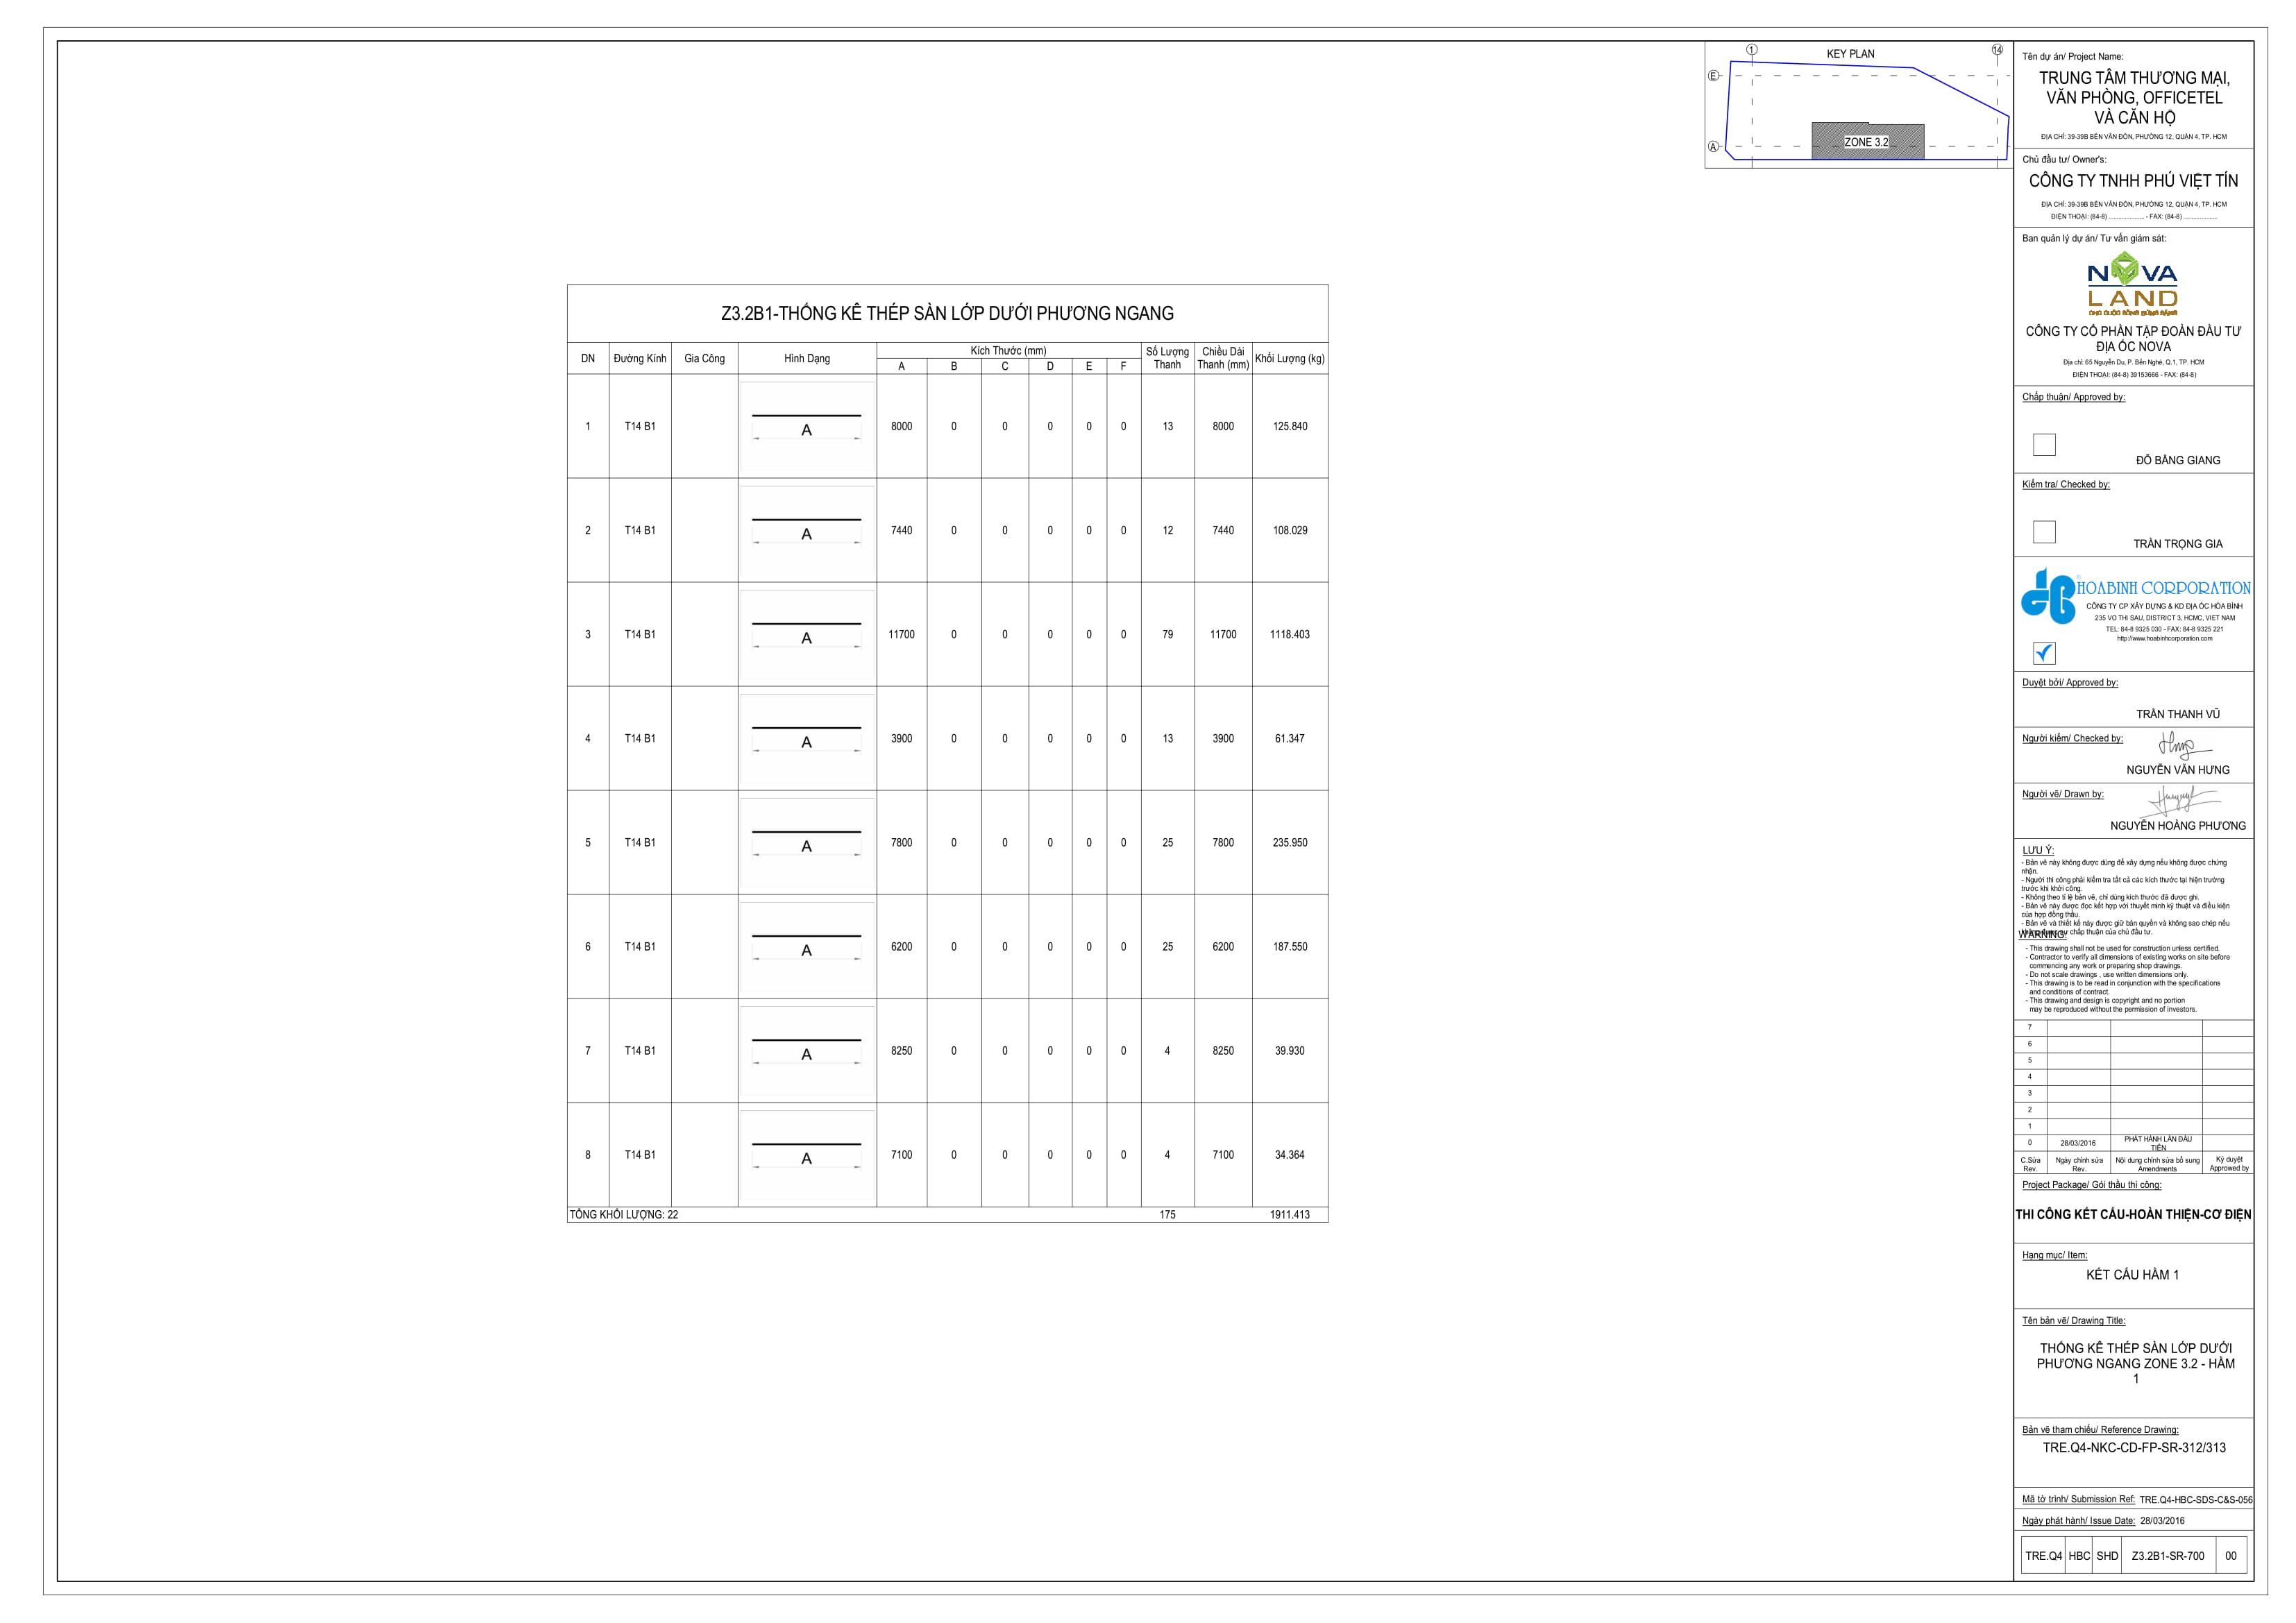 KEY PLAN
1
14
E
A
ZONE 3.2
Z3.2B1-THỐNG KÊ THÉP SÀN LỚP DƯỚI PHƯƠNG NGANG
DN Đường Kính Gia Công Hình Dạng Kích Thước (mm) Số Lượng Thanh Chiều Dài Thanh (mm) Khối Lượng (kg)
A B C D E F
1 T14 B1 A 8000 0 0 0 0 0 13 8000 125.840
2 T14 B1 A 7440 0 0 0 0 0 12 7440 108.029
3 T14 B1 A 11700 0 0 0 0 0 79 11700 1118.403
4 T14 B1 A 3900 0 0 0 0 0 13 3900 61.347
5 T14 B1 A 7800 0 0 0 0 0 25 7800 235.950
6 T14 B1 A 6200 0 0 0 0 0 25 6200 187.550
7 T14 B1 A 8250 0 0 0 0 0 4 8250 39.930
8 T14 B1 A 7100 0 0 0 0 0 4 7100 34.364
TỔNG KHỐI LƯỢNG: 22 175 1911.413
Tên dự án/ Project Name:
TRUNG TÂM THƯƠNG MẠI,
VĂN PHÒNG, OFFICETEL
VÀ CĂN HỘ
ĐỊA CHỈ: 39-39B BẾN VÂN ĐỒN, PHƯỜNG 12, QUẬN 4, TP. HCM
Chủ đầu tư/ Owner's:
CÔNG TY TNHH PHÚ VIỆT TÍN
ĐỊA CHỈ: 39-39B BẾN VÂN ĐỒN, PHƯỜNG 12, QUẬN 4, TP. HCM
ĐIỆN THOẠI: (84-8) .................... - FAX: (84-8) ...................
Ban quản lý dự án/ Tư vấn giám sát:
NOVA
LAND
CÔNG TY CỔ PHẦN TẬP ĐOÀN ĐẦU TƯ
ĐỊA ỐC NOVA
Địa chỉ: 65 Nguyễn Du, P. Bến Nghé, Q.1, TP. HCM
ĐIỆN THOẠI: (84-8) 39153666 - FAX: (84-8)
Chấp thuận/ Approved by:
ĐỖ BẰNG GIANG
Kiểm tra/ Checked by:
TRẦN TRỌNG GIA
HOABINH CORPORATION
CÔNG TY CP XÂY DỰNG & KD ĐỊA ỐC HÒA BÌNH
235 VO THI SAU, DISTRICT 3, HCMC, VIET NAM
TEL: 84-8 9325 030 - FAX: 84-8 9325 221
http://www.hoabinhcorporation.com
Duyệt bởi/ Approved by:
TRẦN THANH VŨ
Người kiểm/ Checked by:
NGUYỄN VĂN HƯNG
Người vẽ/ Drawn by:
NGUYỄN HOÀNG PHƯƠNG
LƯU Ý:
- Bản vẽ này không được dùng để xây dựng nếu không được chứng
nhận.
- Người thi công phải kiểm tra tất cả các kích thước tại hiện trường
trước khi khởi công.
- Không theo tỉ lệ bản vẽ, chỉ dùng kích thước đã được ghi.
- Bản vẽ này được đọc kết hợp với thuyết minh kỹ thuật và điều kiện
của hợp đồng thầu.
- Bản vẽ và thiết kế này được giữ bản quyền và không sao chép nếu
chấp thuận của chủ đầu tư.
WARNING:
- This drawing shall not be used for construction unless certified.
- Contractor to verify all dimensions of existing works on site before
commencing any work or preparing shop drawings.
- Do not scale drawings , use written dimensions only.
- This drawing is to be read in conjunction with the specifications
and conditions of contract.
- This drawing and design is copyright and no portion
may be reproduced without the permission of investors.
7
6
5
4
3
2
1
0 28/03/2016 PHÁT HÀNH LẦN ĐẦU TIÊN
C.Sửa Ngày chỉnh sửa Nội dung chỉnh sửa bổ sung Ký duyệt
Rev. Rev. Amendments Approwed by
Project Package/ Gói thầu thi công:
THI CÔNG KẾT CẤU-HOÀN THIỆN-CƠ ĐIỆN
Hạng mục/ Item:
KẾT CẤU HẦM 1
Tên bản vẽ/ Drawing Title:
THỐNG KÊ THÉP SÀN LỚP DƯỚI
PHƯƠNG NGANG ZONE 3.2 - HẦM
1
Bản vẽ tham chiếu/ Reference Drawing:
TRE.Q4-NKC-CD-FP-SR-312/313
Mã tờ trình/ Submission Ref: TRE.Q4-HBC-SDS-C&S-056
Ngày phát hành/ Issue Date: 28/03/2016
TRE.Q4 HBC SHD Z3.2B1-SR-700 00